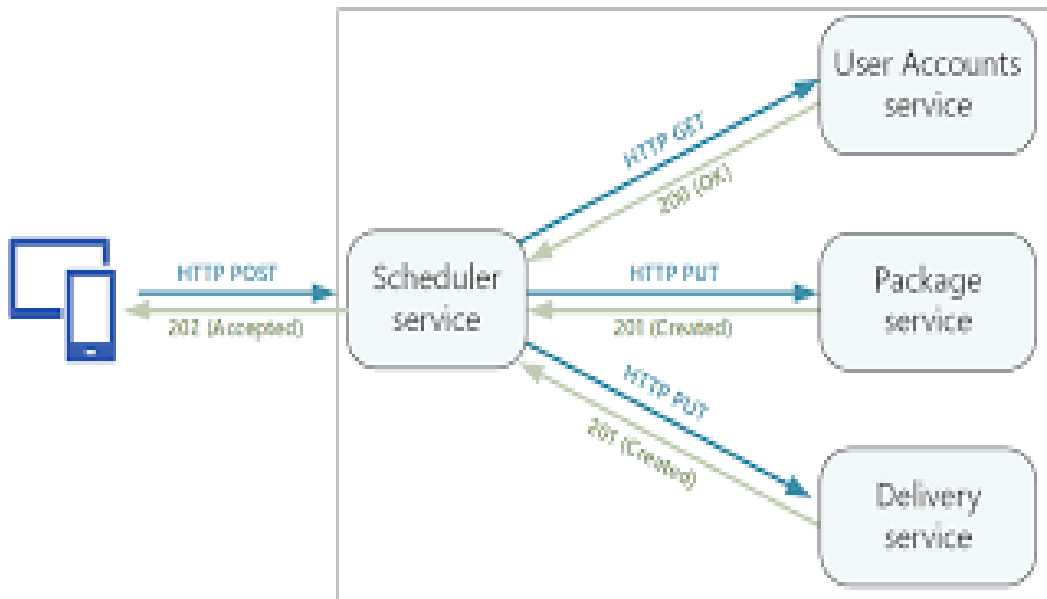 User Accounts
service
HTTP GET
200 (OK)
HTTP POST
202 (Accepted)
Scheduler
service
HTTP PUT
201 (Created)
Package
service
HTTP PUT
201 (Created)
Delivery
service